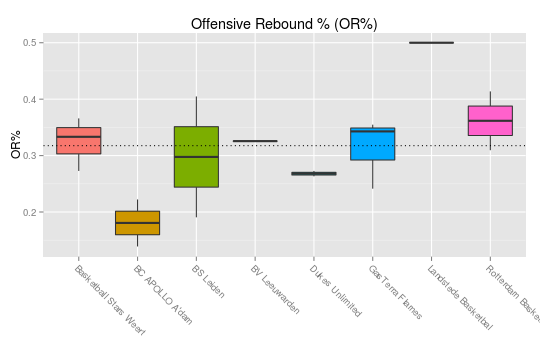 Offensive Rebound % (OR%)
OR%
0.5
0.4
0.3
0.2
Basketball Stars Weert
BC APOLLO A'dam
BS Leiden
BV Leeuwarden
Dukes Unlimited
GasTerra Flames
Landstede Basketbal
Rotterdam